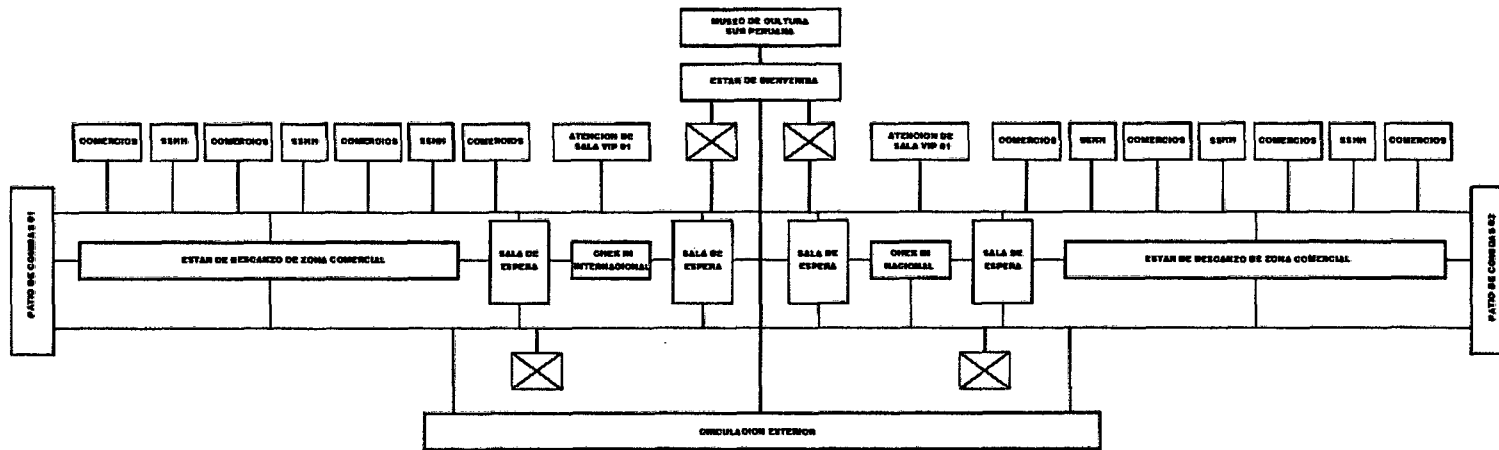 MUSEO DE CULTURA
SUR PERUANA
ESTAR DE BIENVENIDA
COMERCIOS
SSHH
COMERCIOS
SSHH
COMERCIOS
SSHH
COMERCIOS
ATENCION DE
SALA VIP 01
ATENCION DE
SALA VIP 01
COMERCIOS
SSHH
COMERCIOS
SSHH
COMERCIOS
SSHH
COMERCIOS
PATIO DE COMIDAS 01
ESTAR DE DESCANZO DE ZONA COMERCIAL
SALA DE
ESPERA
CHEK IN
INTERNACIONAL
SALA DE
ESPERA
SALA DE
ESPERA
CHEK IN
NACIONAL
SALA DE
ESPERA
ESTAR DE DESCANZO DE ZONA COMERCIAL
PATIO DE COMIDAS 02
CIRCULACION EXTERIOR